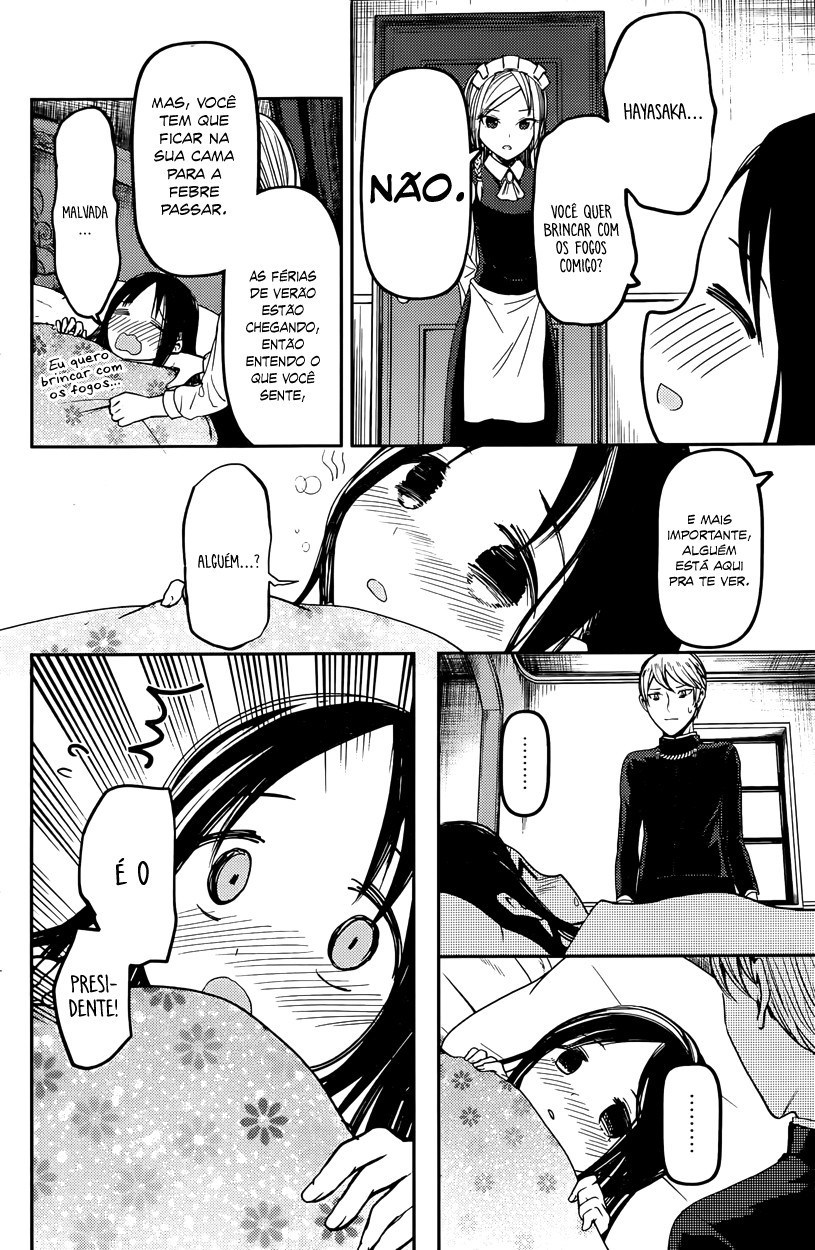 HAYASAKA...
VOCÊ QUER
BRINCAR COM
OS FOGOS
COMIGO?
NÃO.
AS FÉRIAS
DE VERÃO
ESTÃO
CHEGANDO,
ENTÃO
ENTENDO O
QUE VOCÊ
SENTE,
MAS, VOCÊ
TEM QUE
FICAR NA
SUA CAMA
PARA A
FEBRE
PASSAR.
MALVADA
...
Eu quero
brincar com
os fogos...
E MAIS
IMPORTANTE,
ALGUÉM
ESTÁ AQUI
PRA TE VER.
ALGUÉM...?
........
........
É O
PRESI-
DENTE!